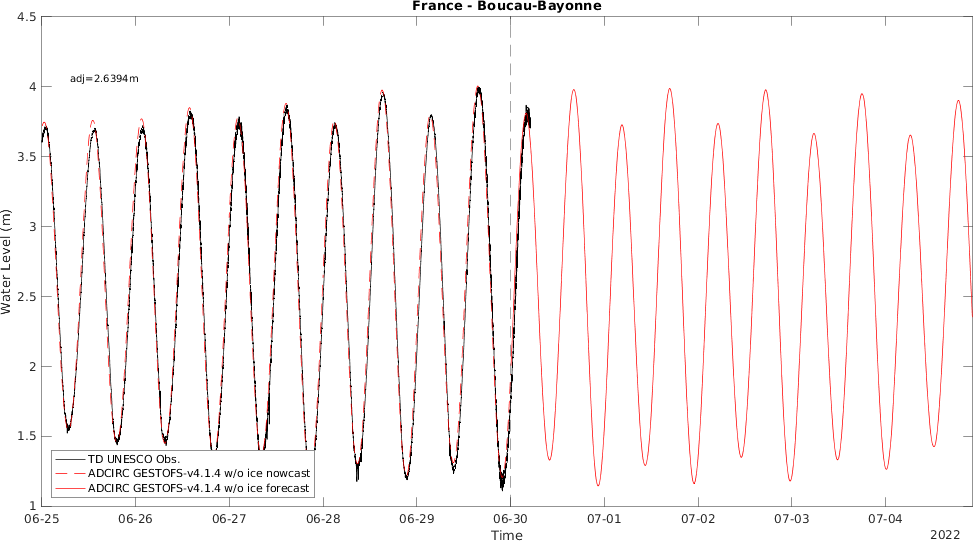 France - Boucau-Bayonne
adj=2.6394m
4.5
4
3.5
3
2.5
2
1.5
1
Water Level (m)
TD UNESCO Obs.
ADCIRC GESTOFS-v4.1.4 w/o ice nowcast
ADCIRC GESTOFS-v4.1.4 w/o ice forecast
06-25 06-26 06-27 06-28 06-29 06-30 07-01 07-02 07-03 07-04
Time
2022